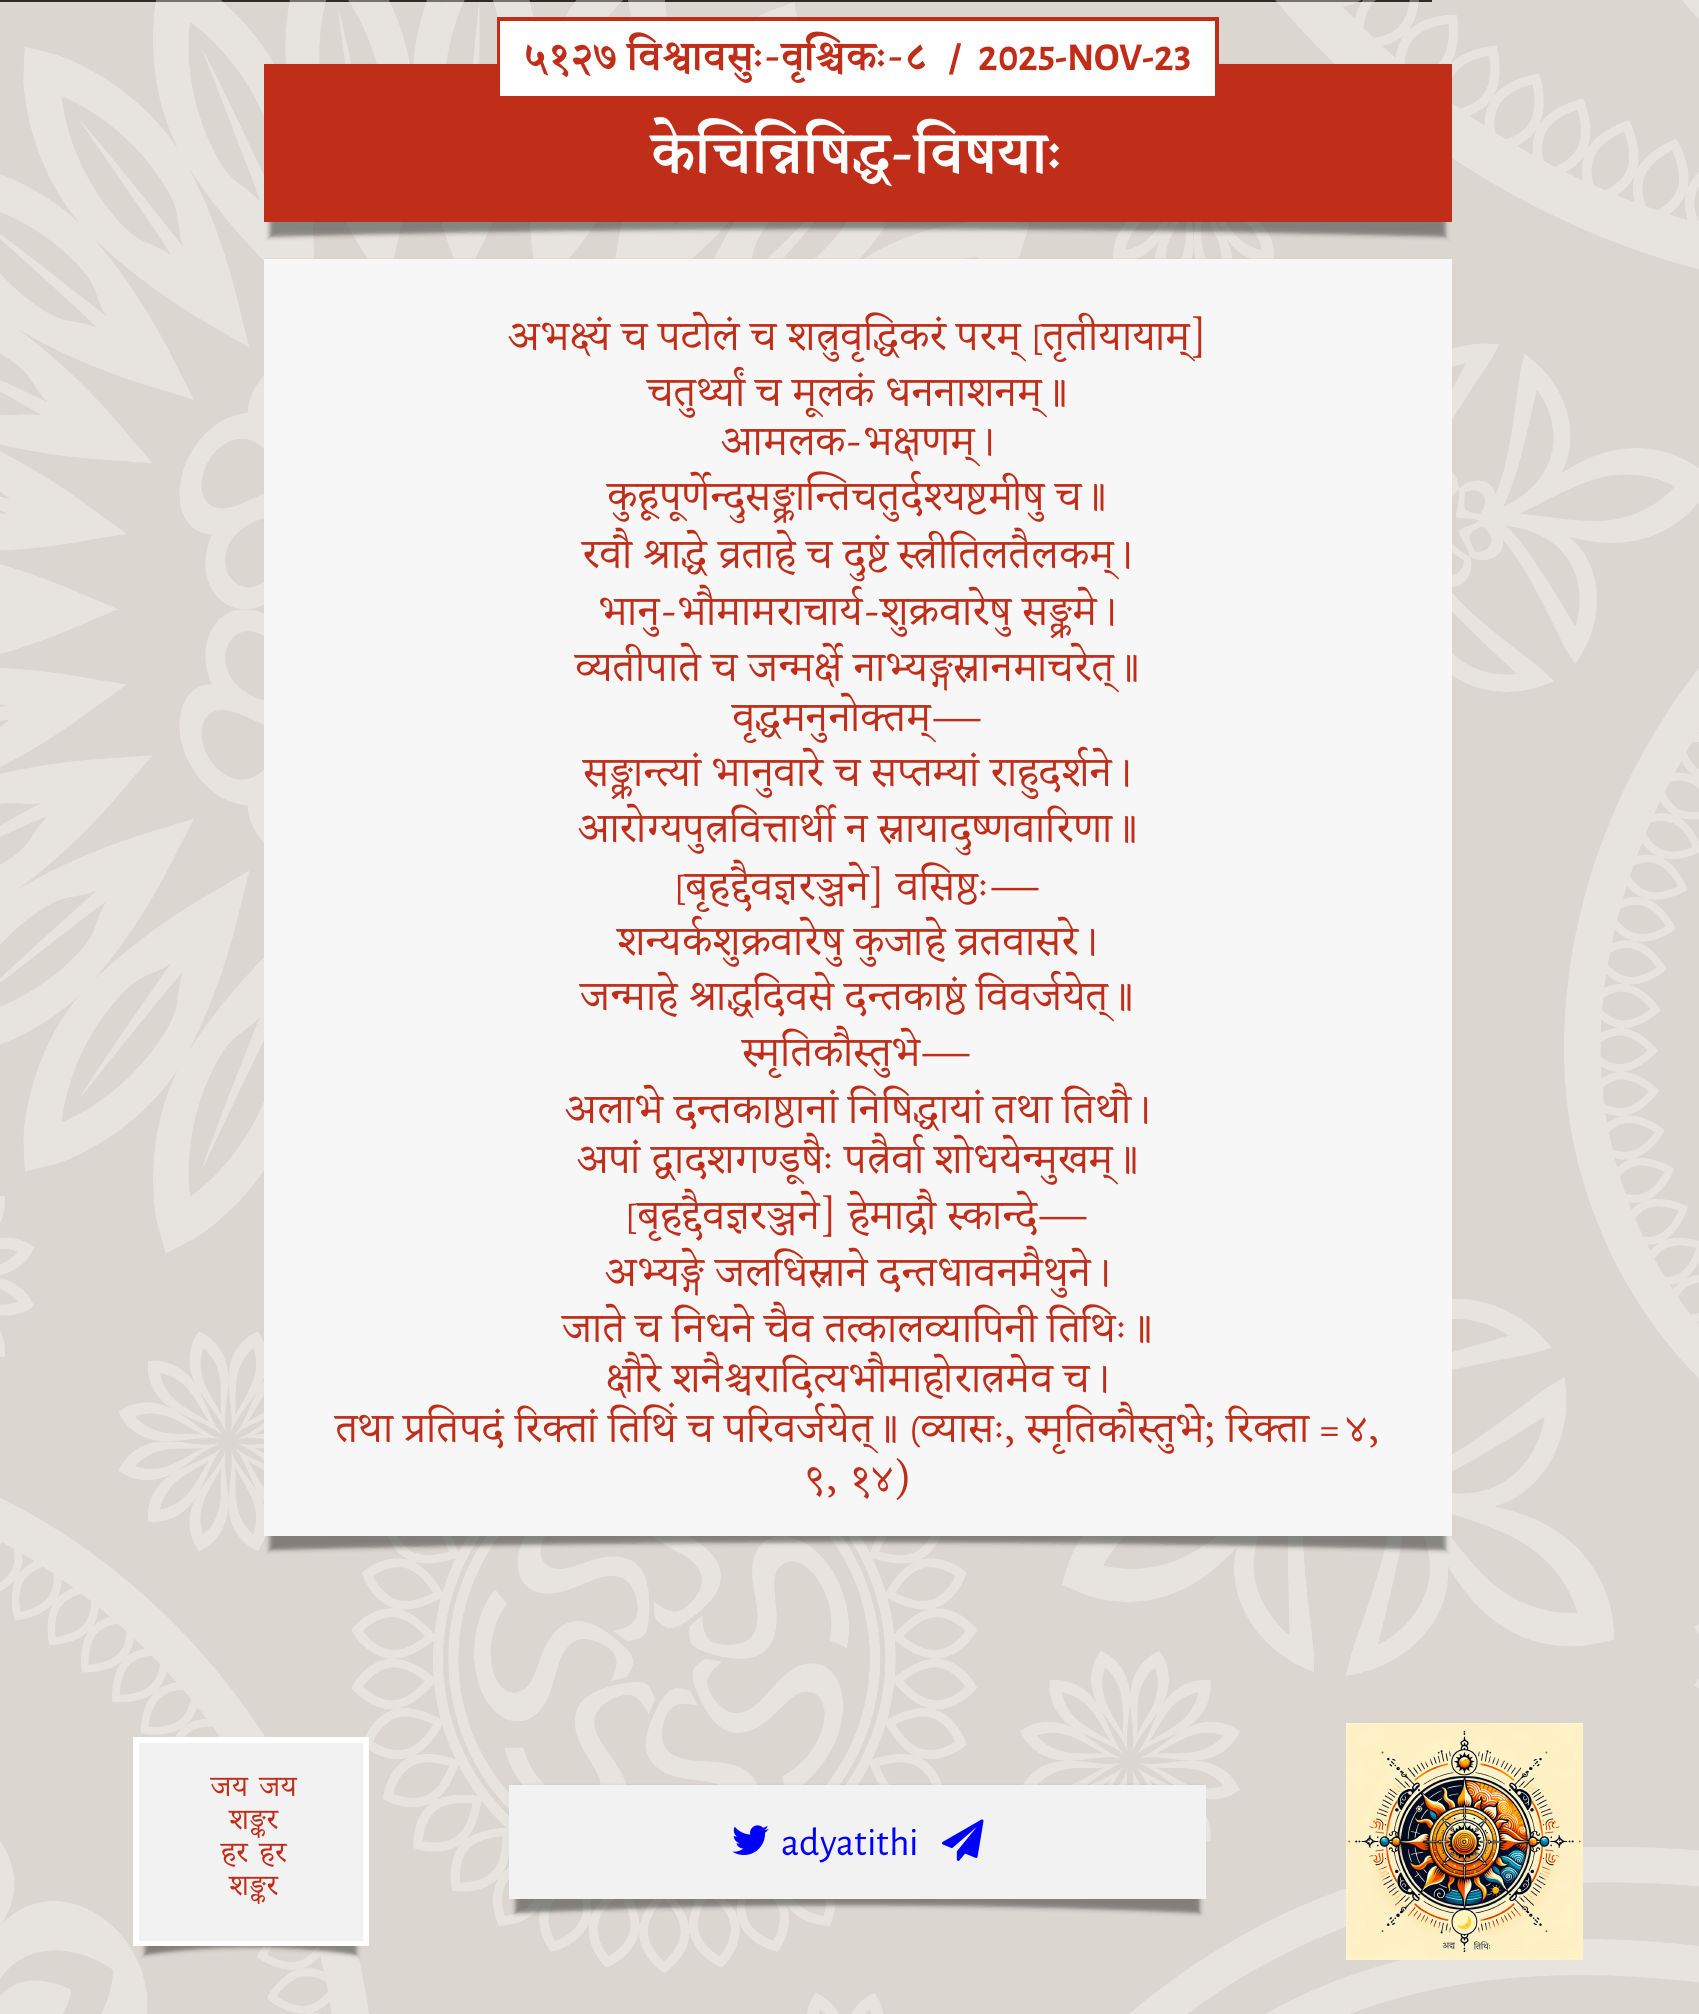 ५१२७ विश्वावसुः-वृश्चिकः-८ / 2025-NOV-23
केचिन्निषिद्ध-विषयाः
अभक्ष्यं च पटोलं च शत्रुवृद्धिकरं परम् [तृतीयायाम्]
चतुर्थ्यां च मूलकं धननाशनम्॥
आमलक-भक्षणम्।
कुहूपूर्णेन्दुसङ्क्रान्तिचतुर्दश्यष्टमीषु च॥
रवौ श्राद्धे व्रताहे च दुष्टं स्त्रीतिलतैलकम्।
भानु-भौमामराचार्य-शुक्रवारेषु सङ्क्रमे।
व्यतीपाते च जन्मर्क्षे नाभ्यङ्गस्नानमाचरेत्॥
वृद्धमनुनोक्तम्—
सङ्क्रान्त्यां भानुवारे च सप्तम्यां राहुदर्शने।
आरोग्यपुत्रवित्तार्थी न स्नायादुष्णवारिणा॥
[बृहद्दैवज्ञरञ्जने] वसिष्ठः—
शन्यर्कशुक्रवारेषु कुजाहे व्रतवासरे।
जन्माहे श्राद्धदिवसे दन्तकाष्ठं विवर्जयेत्॥
स्मृतिकौस्तुभे—
अलाभे दन्तकाष्ठानां निषिद्धायां तथा तिथौ।
अपां द्वादशगण्डूषैः पत्रैर्वा शोधयेन्मुखम्॥
[बृहद्दैवज्ञरञ्जने] हेमाद्रौ स्कान्दे—
अभ्यङ्गे जलधिस्नाने दन्तधावनमैथुने।
जाते च निधने चैव तत्कालव्यापिनी तिथिः॥
क्षौरे शनैश्चरादित्यभौमाहोरात्रमेव च।
तथा प्रतिपदं रिक्तां तिथिं च परिवर्जयेत्॥ (व्यासः, स्मृतिकौस्तुभे; रिक्ता = ४,
९, १४)
जय जय
शङ्कर
हर हर
शङ्कर
adyatithi
अद्य तिथिः